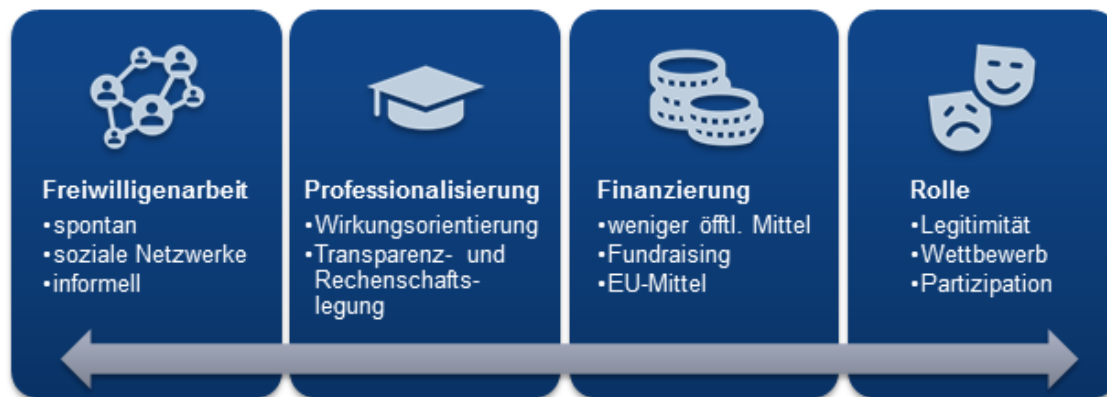 Freiwilligenarbeit
•spontan
•soziale Netzwerke
•informell
Professionalisierung
•Wirkungsorientierung
•Transparenz- und
Rechenschafts-
legung
Finanzierung
•weniger öfftl. Mittel
•Fundraising
•EU-Mittel
Rolle
•Legitimität
•Wettbewerb
•Partizipation